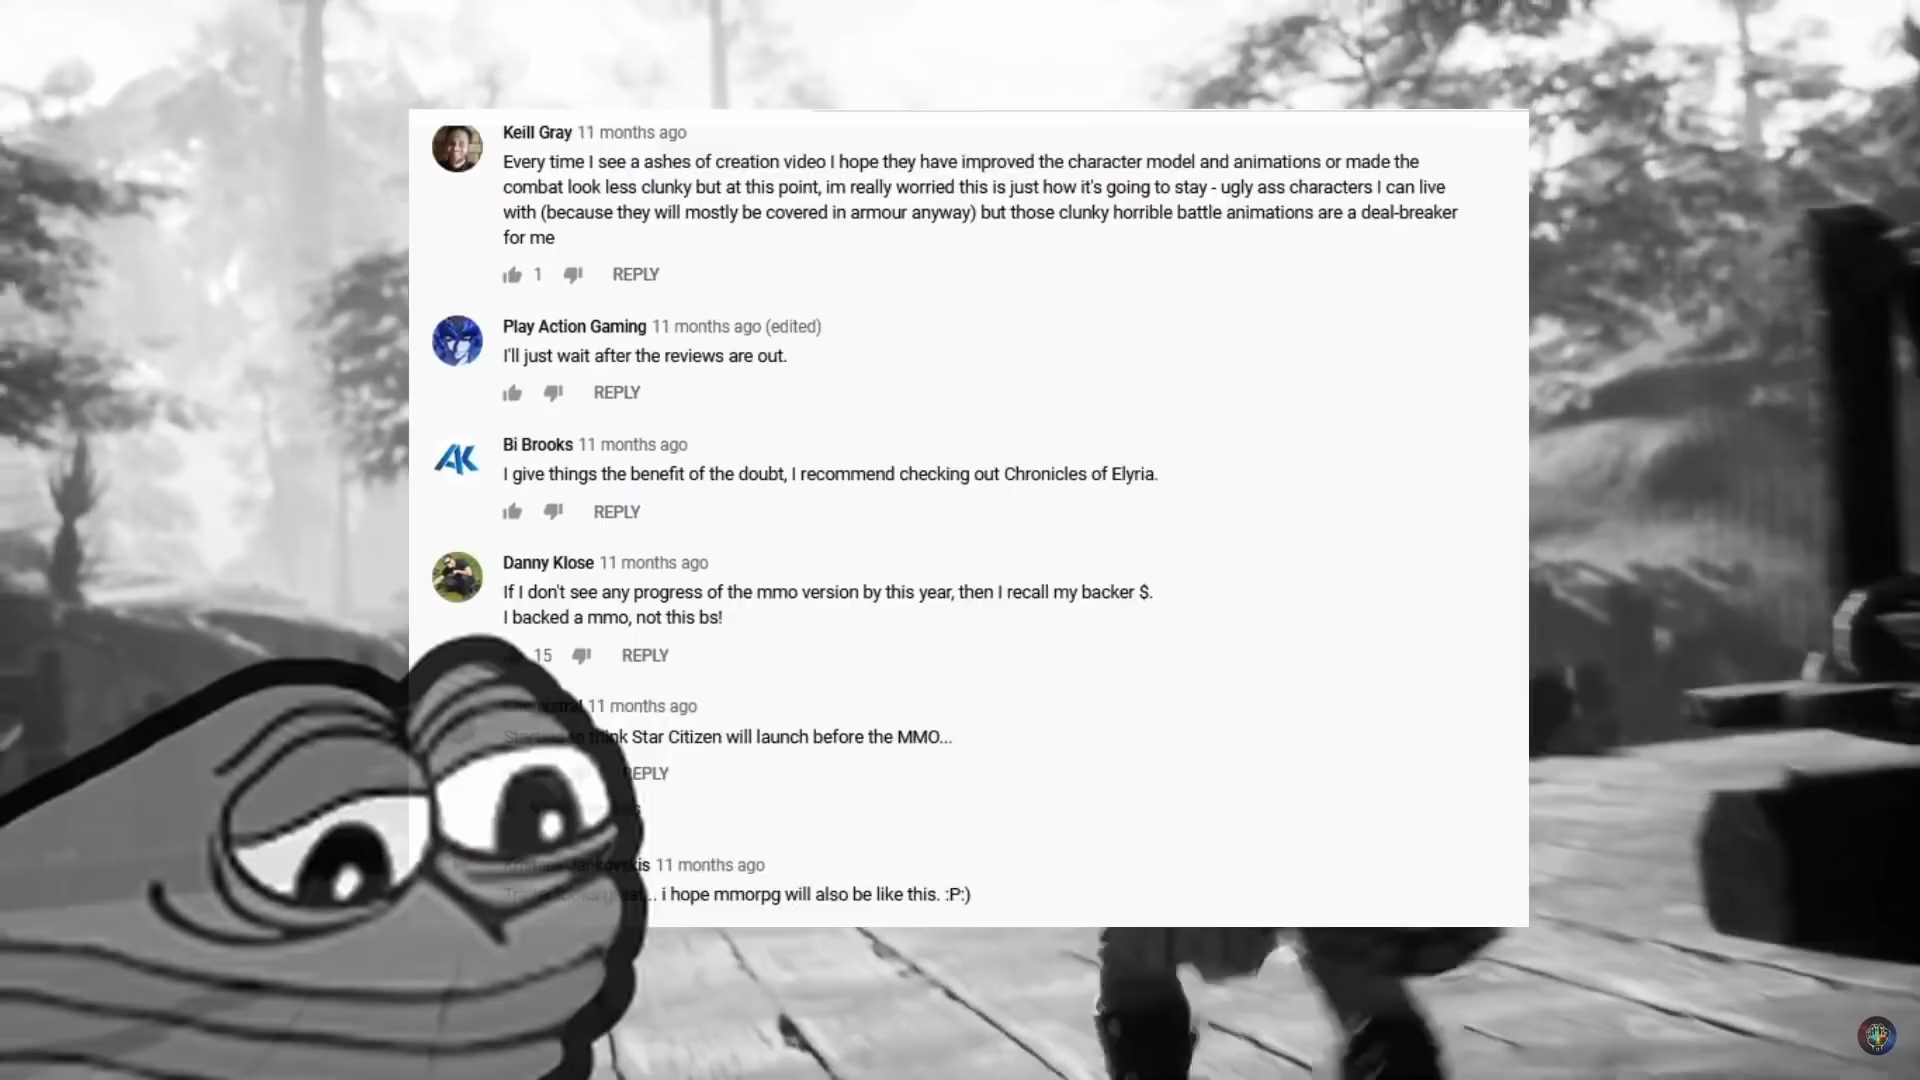 Keill Gray 11 months ago
Every time I see a ashes of creation video I hope they have improved the character model and animations or made the
combat look less clunky but at this point, im really worried this is just how it's going to stay - ugly ass characters I can live
with (because they will mostly be covered in armour anyway) but those clunky horrible battle animations are a deal-breaker
for me
1 REPLY
Play Action Gaming 11 months ago (edited)
I'll just wait after the reviews are out.
REPLY
AK
Bi Brooks 11 months ago
I give things the benefit of the doubt, I recommend checking out Chronicles of Elyria.
REPLY
Danny Klose 11 months ago
If I don't see any progress of the mmo version by this year, then I recall my backer $.
I backed a mmo, not this bs!
15 REPLY
11 months ago
think Star Citizen will launch before the MMO...
REPLY
11 months ago
.. i hope mmorpg will also be like this. :P:)